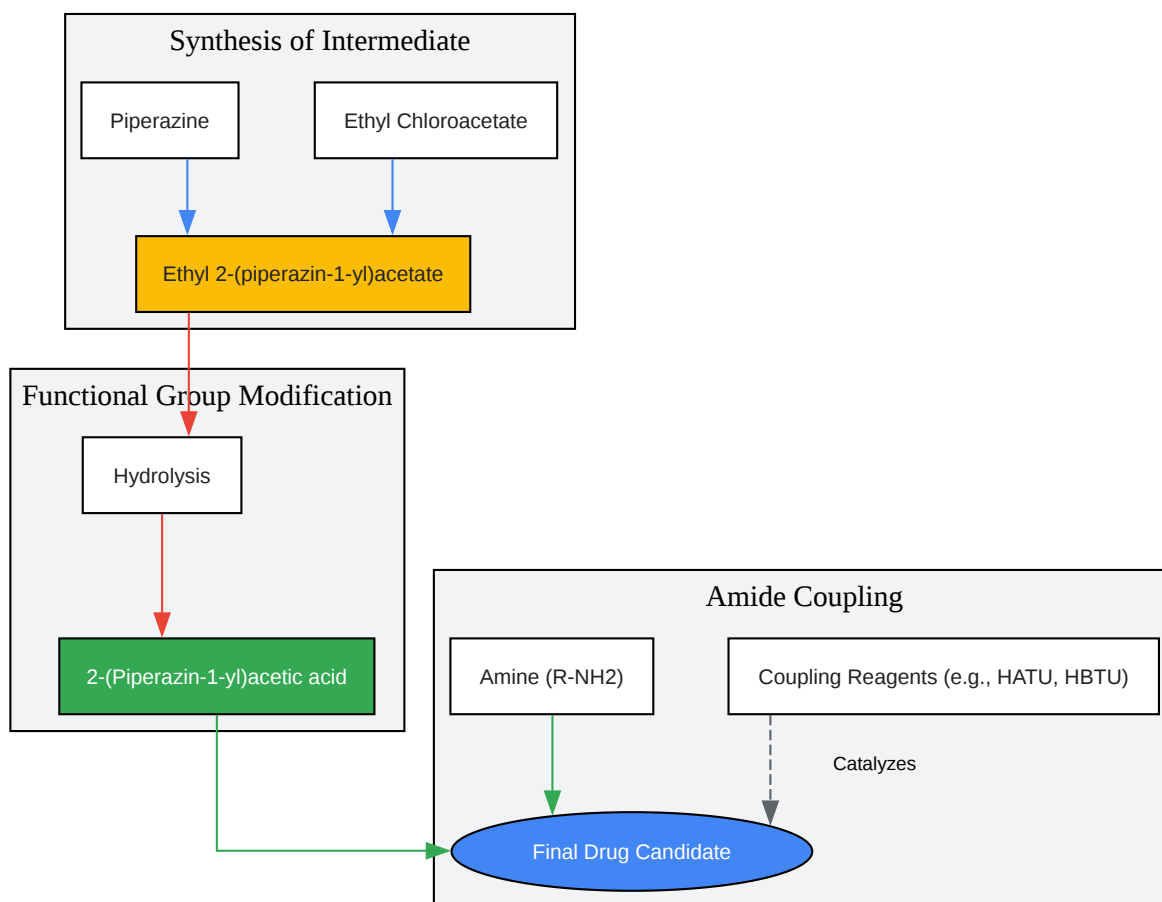 Synthesis of Intermediate
Piperazine
Ethyl Chloroacetate
Ethyl 2-(piperazin-1-yl)acetate
Functional Group Modification
Hydrolysis
2-(Piperazin-1-yl)acetic acid
Amide Coupling
Amine (R-NH2)
Coupling Reagents (e.g., HATU, HBTU)
Catalyzes
Final Drug Candidate